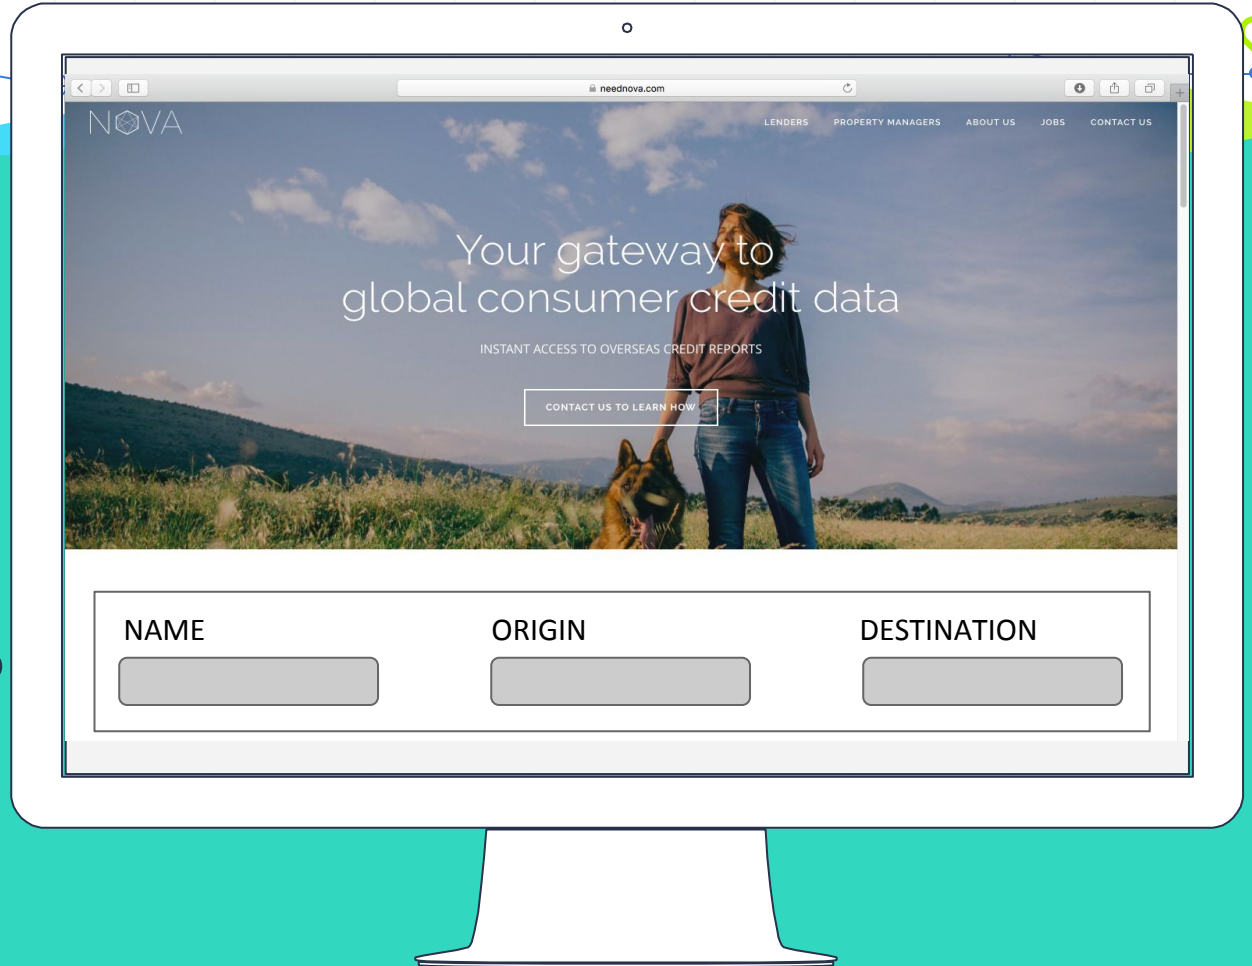 neednova.com
NOVA
LENDERS PROPERTY MANAGERS ABOUT US JOBS CONTACT US
Your gateway to
global consumer credit data
INSTANT ACCESS TO OVERSEAS CREDIT REPORTS
CONTACT US TO LEARN HOW
NAME ORIGIN DESTINATION